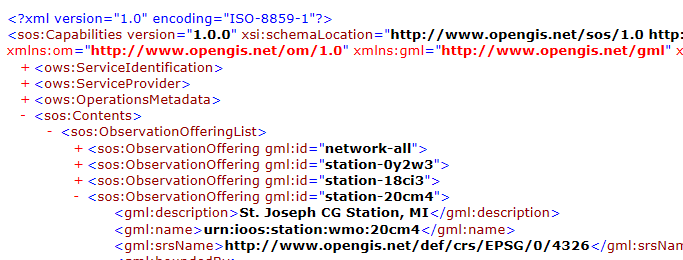 <?xml version="1.0" encoding="ISO-8859-1"?>
<sos:Capabilities version="1.0.0" xsi:schemaLocation="http://www.opengis.net/sos/1.0
xmlns:om="http://www.opengis.net/om/1.0" xmlns:gml="http://www.opengis.net/gml"
+ <ows:ServiceIdentification>
+ <ows:ServiceProvider>
+ <ows:OperationsMetadata>
- <sos:Contents>
- <sos:ObservationOfferingList>
+ <sos:ObservationOffering gml:id="network-all">
+ <sos:ObservationOffering gml:id="station-0y2w3">
+ <sos:ObservationOffering gml:id="station-18ci3">
- <sos:ObservationOffering gml:id="station-20cm4">
<gml:description>St. Joseph CG Station, MI</gml:description>
<gml:name>urn:ioos:station:wmo:20cm4</gml:name>
<gml:srsName>http://www.opengis.net/def/crs/EPSG/0/4326</gml:srsName